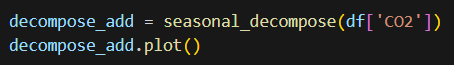 decompose_add = seasonal_decompose(df['CO2'])
decompose_add.plot()